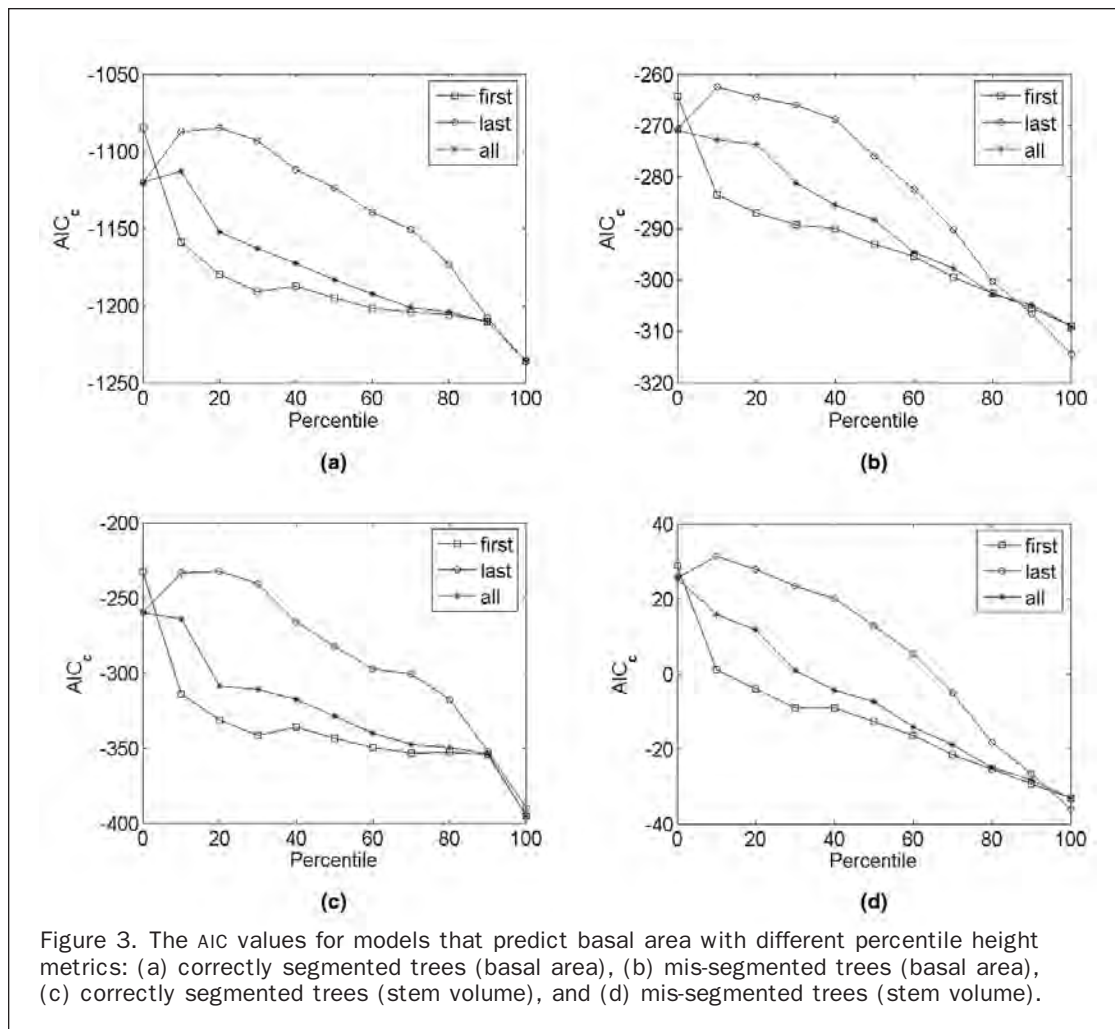 -1050
-1100
-1150
-1200
-1250
AICc
0 20 40 60 80 100
Percentile
first
last
all
(a)
-260
-270
-280
-290
-300
-310
-320
AICc
0 20 40 60 80 100
Percentile
first
last
all
(b)
-200
-250
-300
-350
-400
AICc
0 20 40 60 80 100
Percentile
first
last
all
(c)
40
20
0
-20
-40
AICc
0 20 40 60 80 100
Percentile
first
last
all
(d)
Figure 3. The AIC values for models that predict basal area with different percentile height
metrics: (a) correctly segmented trees (basal area), (b) mis-segmented trees (basal area),
(c) correctly segmented trees (stem volume), and (d) mis-segmented trees (stem volume).